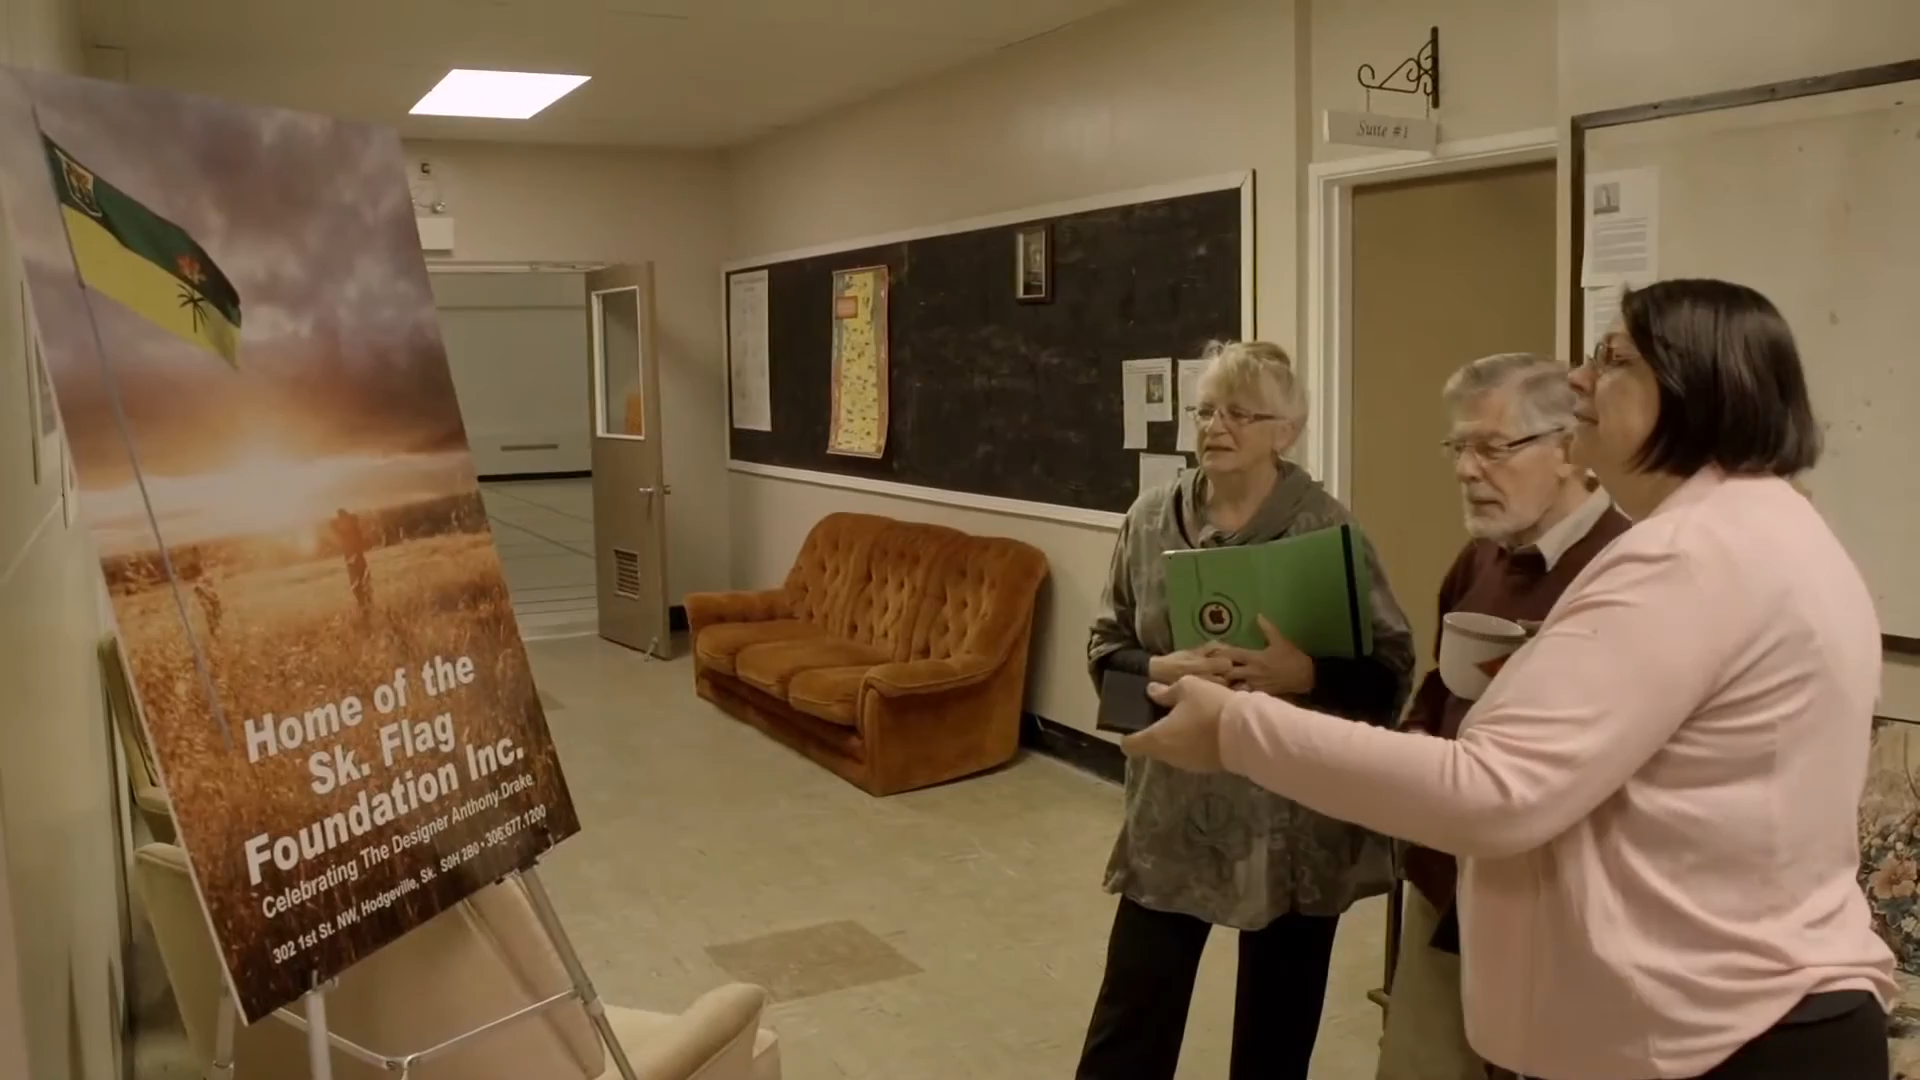 Home of the
Sk. Flag
Foundation Inc.
Celebrating The Designer Anthony Drake
302 1st St. NW, Hodgeville, Sk. S0H 2B0 • 306.677.1200
Suite #1